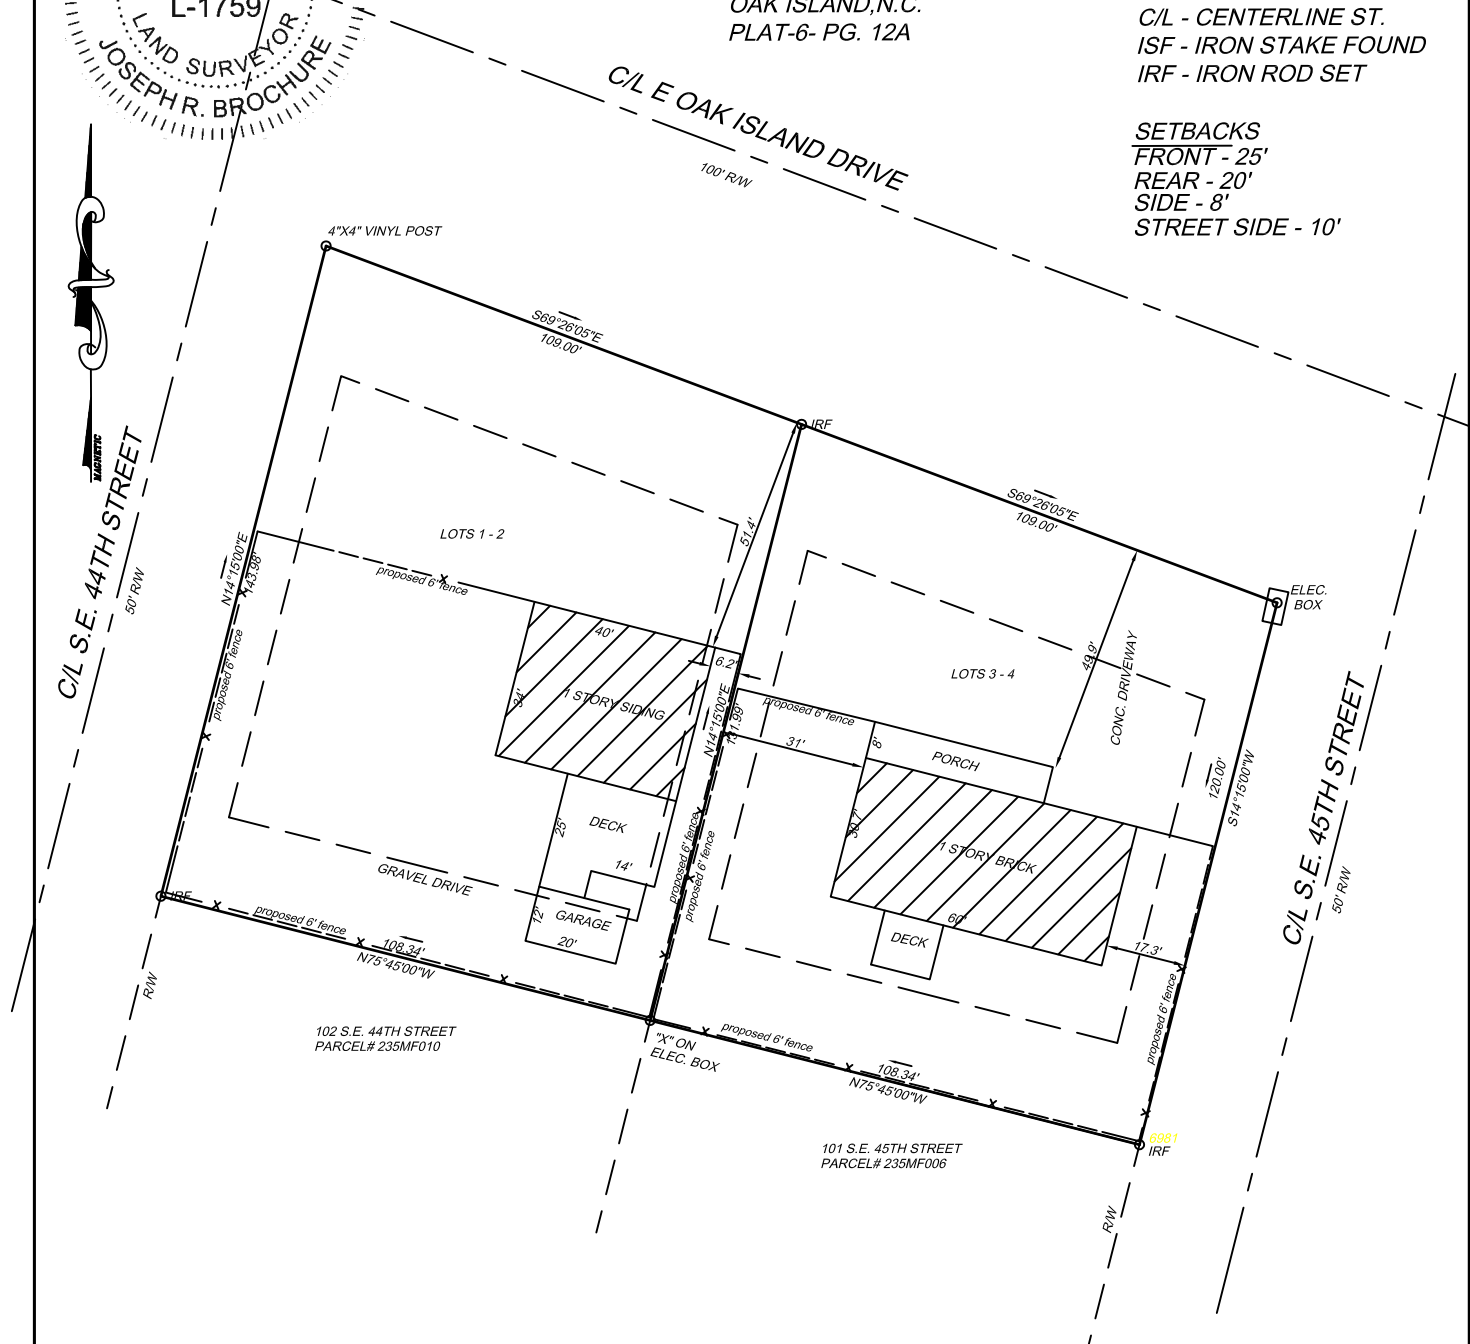 L-1759
LAND SURVEYOR
JOSEPH R. BROCHURE
OAK ISLAND, N.C.
PLAT-6- PG. 12A
C/L - CENTERLINE ST.
ISF - IRON STAKE FOUND
IRF - IRON ROD SET
SETBACKS
FRONT - 25'
REAR - 20'
SIDE - 8'
STREET SIDE - 10'
C/L E OAK ISLAND DRIVE
100' R/W
MAGNETIC
4"X4" VINYL POST
S69°26'05"E
109.00'
IRF
S69°26'05"E
109.00'
ELEC.
BOX
C/L S.E. 44TH STREET
50' R/W
N14°15'00"E
143.98'
LOTS 1 - 2
51.4'
proposed 6' fence
proposed 6' fence
40'
34'
1 STORY SIDING
6.2'
N14°15'00"E
131.99'
LOTS 3 - 4
49.9'
CONC. DRIVEWAY
proposed 6' fence
31'
8'
PORCH
30.7'
1 STORY BRICK
60'
DECK
17.3'
120.00'
S14°15'00"W
C/L S.E. 45TH STREET
50' R/W
25'
DECK
14'
GRAVEL DRIVE
12'
GARAGE
20'
proposed 6' fence
proposed 6' fence
IRF
proposed 6' fence
108.34'
N75°45'00"W
R/W
102 S.E. 44TH STREET
PARCEL# 235MF010
"X" ON
ELEC. BOX
proposed 6' fence
108.34'
N75°45'00"W
proposed 6' fence
101 S.E. 45TH STREET
PARCEL# 235MF006
6981
IRF
R/W